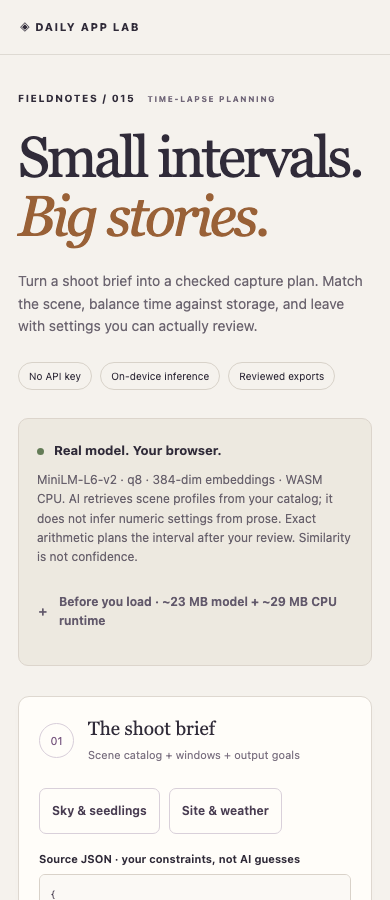 ◈ DAILY APP LAB
FIELDNOTES / 015 TIME-LAPSE PLANNING
Small intervals.
Big stories.
Turn a shoot brief into a checked capture plan. Match
the scene, balance time against storage, and leave
with settings you can actually review.
No API key On-device inference Reviewed exports
Real model. Your browser.
MiniLM-L6-v2 · q8 · 384-dim embeddings · WASM
CPU. AI retrieves scene profiles from your catalog; it
does not infer numeric settings from prose. Exact
arithmetic plans the interval after your review. Similarity
is not confidence.
+ Before you load · ~23 MB model + ~29 MB CPU
runtime
01 The shoot brief
Scene catalog + windows + output goals
Sky & seedlings Site & weather
Source JSON · your constraints, not AI guesses
{